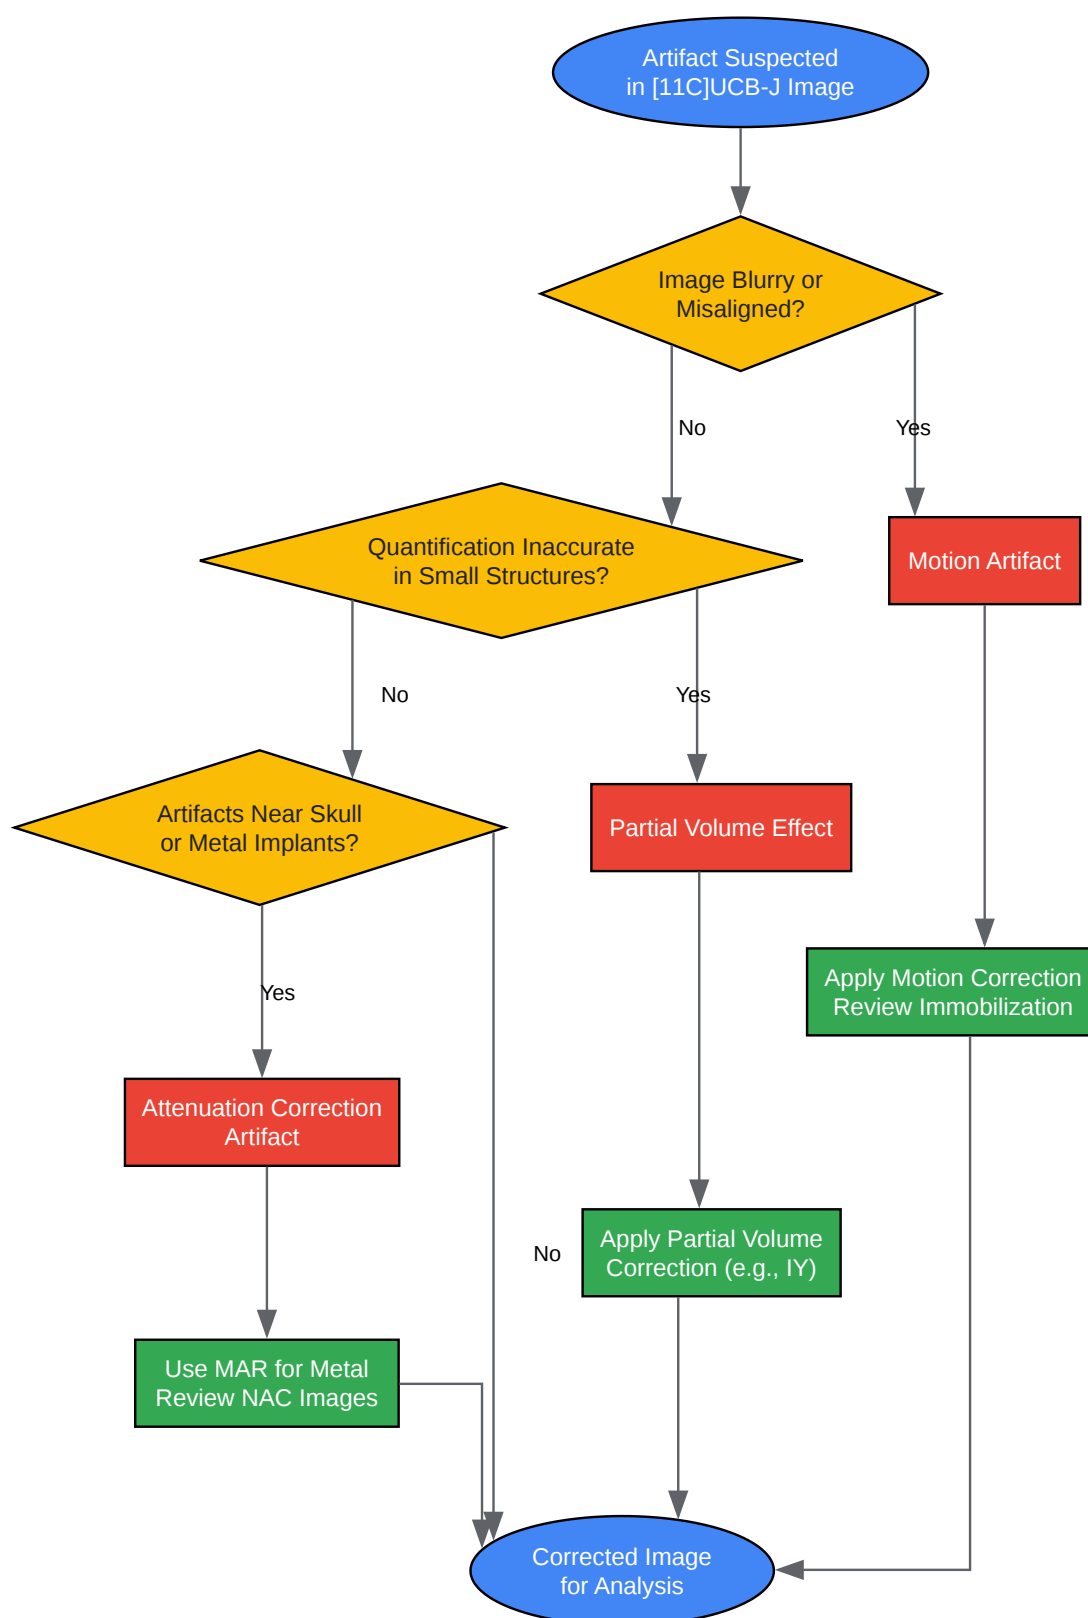 Artifact Suspected
in [11C]UCB-J Image
Image Blurry or
Misaligned?
No
Yes
Quantification Inaccurate
in Small Structures?
Motion Artifact
No
Yes
Artifacts Near Skull
or Metal Implants?
Partial Volume Effect
Apply Motion Correction
Review Immobilization
Yes
Attenuation Correction
Artifact
No
Apply Partial Volume
Correction (e.g., IY)
Use MAR for Metal
Review NAC Images
Corrected Image
for Analysis